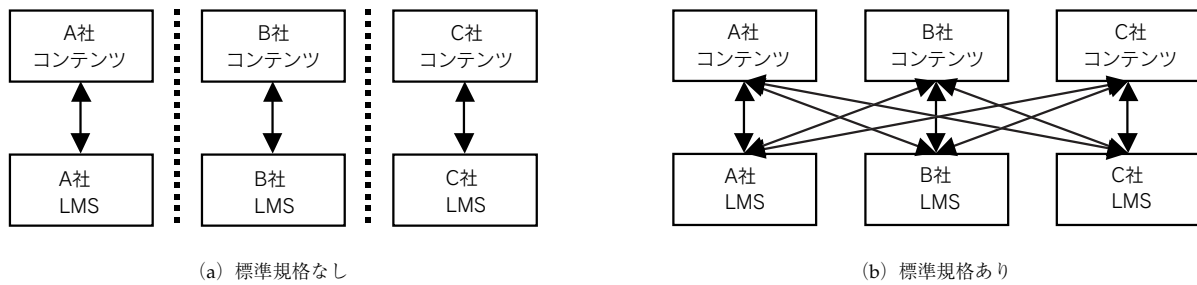 A社
コンテンツ
B社
コンテンツ
C社
コンテンツ
A社
LMS
B社
LMS
C社
LMS
(a) 標準規格なし
A社
コンテンツ
B社
コンテンツ
C社
コンテンツ
A社
LMS
B社
LMS
C社
LMS
(b) 標準規格あり